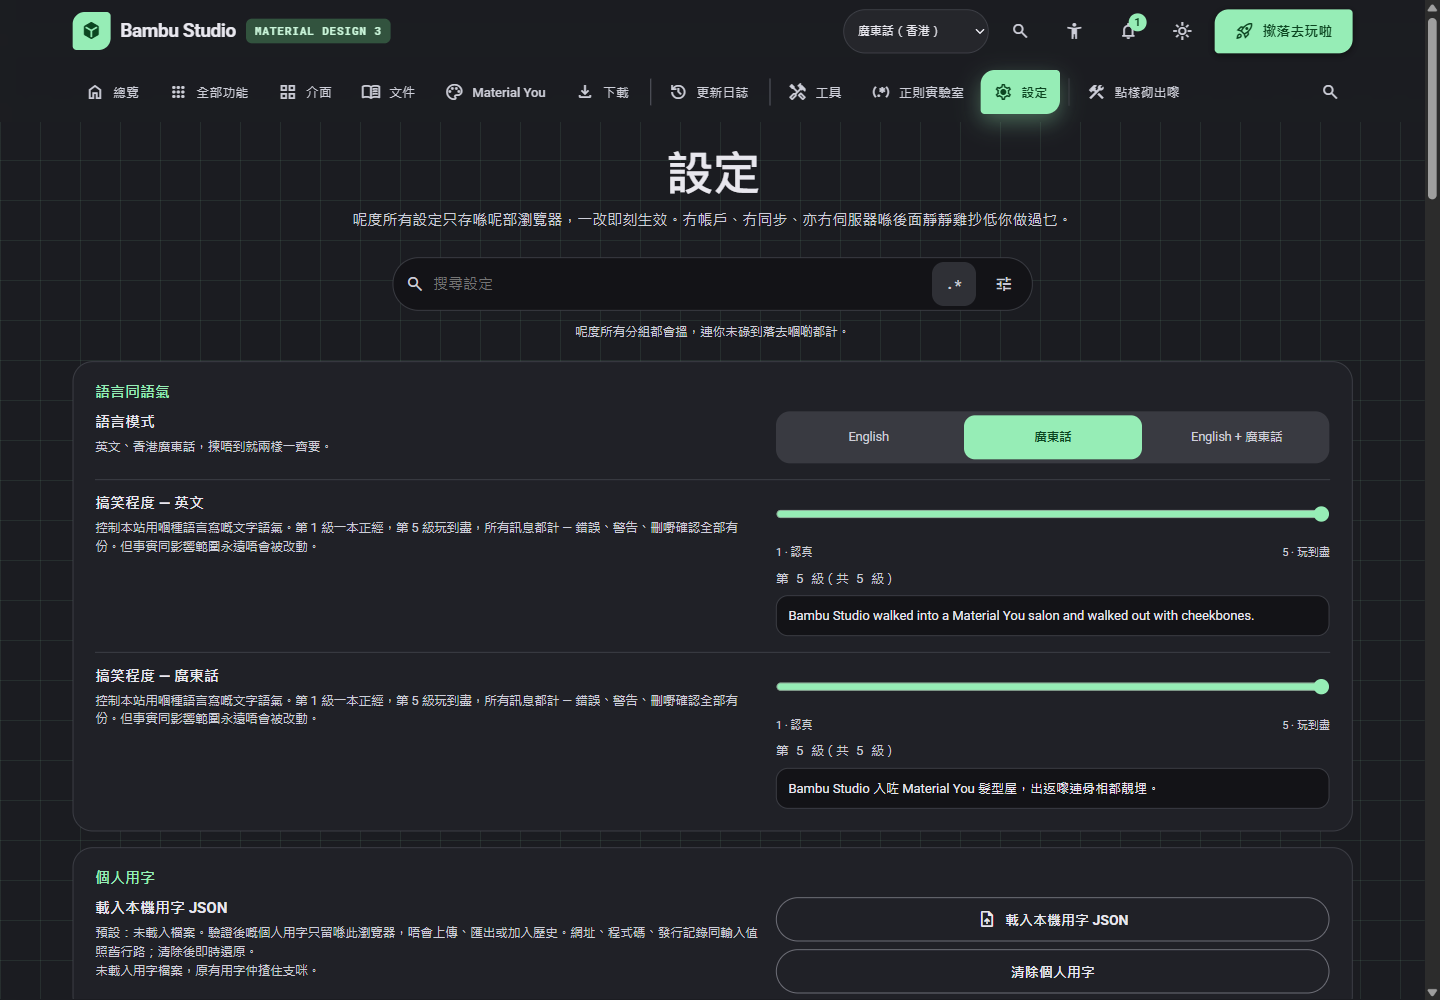 Bambu Studio
MATERIAL DESIGN 3
廣東話（香港）
1
撳落去玩啦
總覽
全部功能
介面
文件
Material You
下載
更新日誌
工具
正則實驗室
設定
點樣砌出嚟
設定
呢度所有設定只存喺呢部瀏覽器，一改即刻生效。冇帳戶、冇同步、亦冇伺服器喺後面靜靜雞抄低你做過乜。
搜尋設定
.*
呢度所有分組都會搵，連你未碌到落去嗰啲都計。
語言同語氣
語言模式
英文、香港廣東話，揀唔到就兩樣一齊要。
English
廣東話
English + 廣東話
搞笑程度 — 英文
控制本站用嗰種語言寫嘅文字語氣。第 1 級一本正經，第 5 級玩到盡，所有訊息都計 — 錯誤、警告、刪嘢確認全部有
份。但事實同影響範圍永遠唔會被改動。
1 · 認真
5 · 玩到盡
第 5 級（共 5 級）
Bambu Studio walked into a Material You salon and walked out with cheekbones.
搞笑程度 — 廣東話
控制本站用嗰種語言寫嘅文字語氣。第 1 級一本正經，第 5 級玩到盡，所有訊息都計 — 錯誤、警告、刪嘢確認全部有
份。但事實同影響範圍永遠唔會被改動。
1 · 認真
5 · 玩到盡
第 5 級（共 5 級）
Bambu Studio 入咗 Material You 髮型屋，出返嚟連骨相都靚埋。
個人用字
載入本機用字 JSON
預設：未載入檔案。驗證後嘅個人用字只留喺此瀏覽器，唔會上傳、匯出或加入歷史。網址、程式碼、發行記錄同輸入值
照舊行路；清除後即時還原。
未載入用字檔案，原有用字仲揸住支咪。
載入本機用字 JSON
清除個人用字